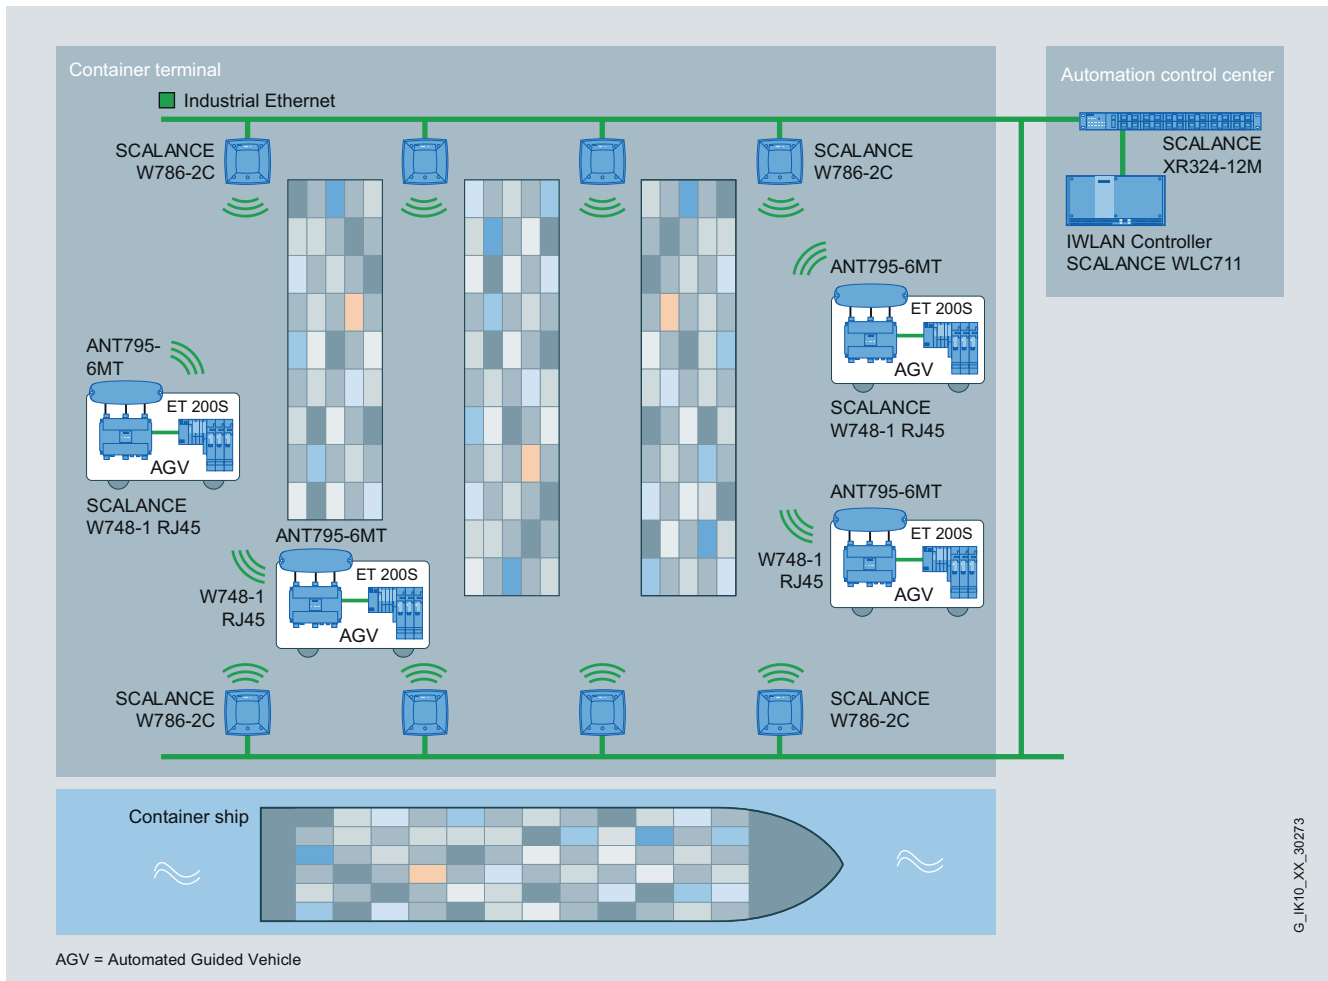 Container terminal
Industrial Ethernet
Automation control center
SCALANCE
W786-2C
SCALANCE
W786-2C
SCALANCE
XR324-12M
IWLAN Controller
SCALANCE WLC711
ANT795-6MT
ET 200S
AGV
SCALANCE
W748-1 RJ45
ANT795-
6MT
ET 200S
AGV
SCALANCE
W748-1 RJ45
ANT795-6MT
ET 200S
W748-1
RJ45
AGV
ANT795-6MT
ET 200S
W748-1
RJ45
AGV
SCALANCE
W786-2C
SCALANCE
W786-2C
Container ship
G_IK10_XX_30273
AGV = Automated Guided Vehicle